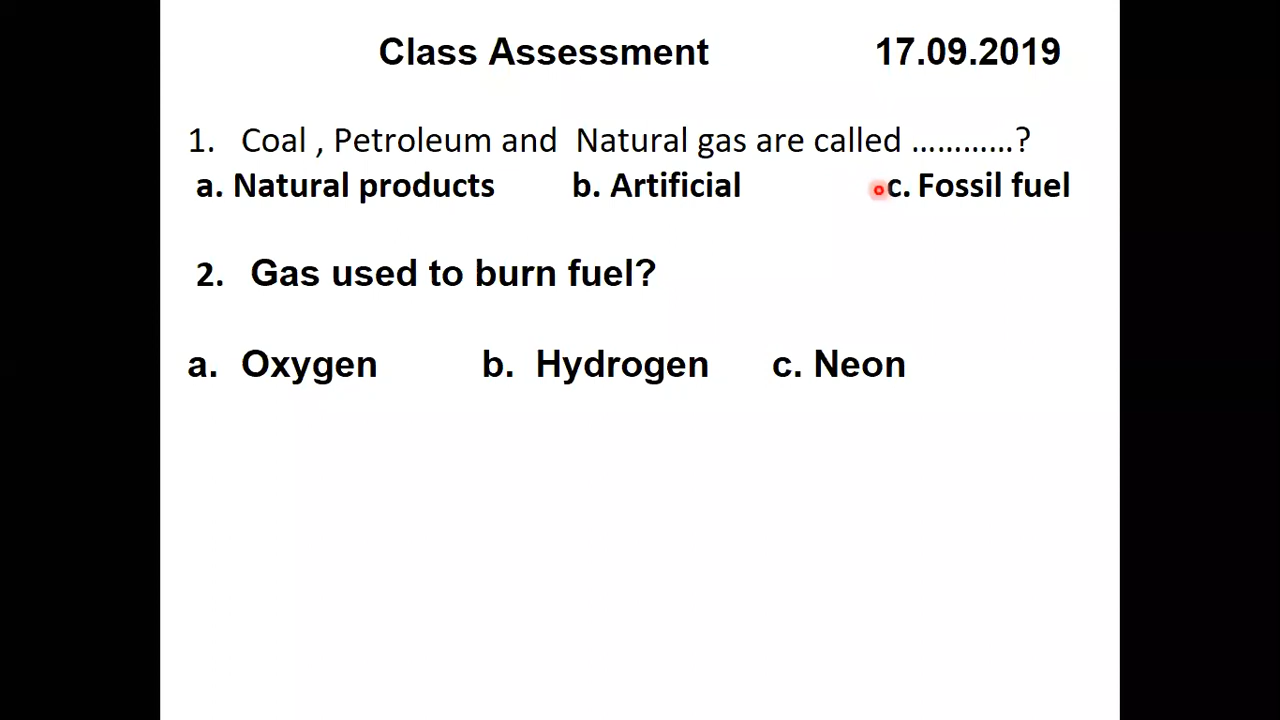 Class Assessment 17.09.2019
1. Coal , Petroleum and Natural gas are called …………?
a. Natural products b. Artificial c. Fossil fuel
2. Gas used to burn fuel?
a. Oxygen b. Hydrogen c. Neon